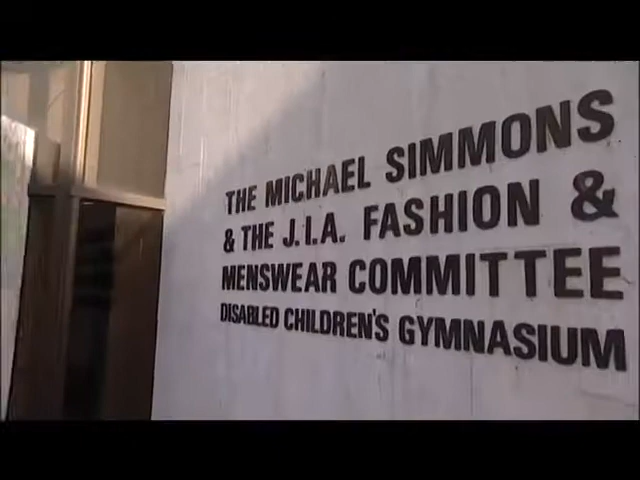 THE MICHAEL SIMMONS
& THE J.I.A. FASHION &
MENSWEAR COMMITTEE
DISABLED CHILDREN'S GYMNASIUM